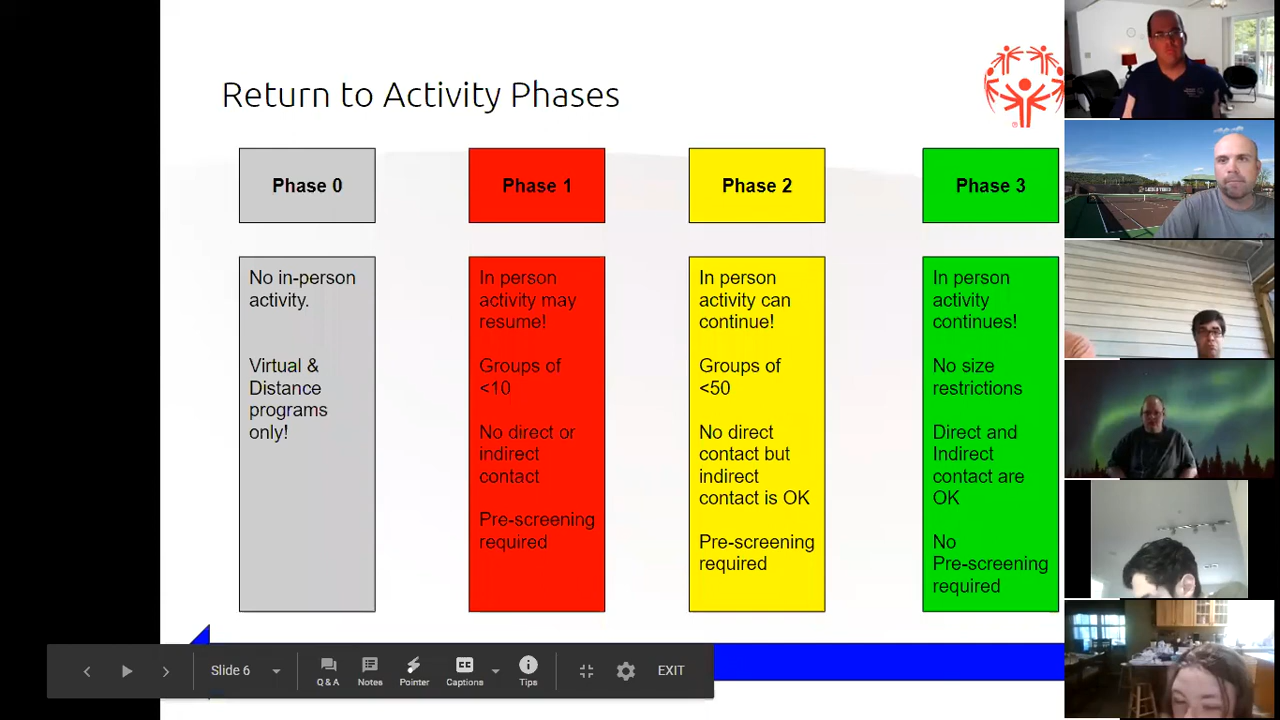 Return to Activity Phases
Phase 0
Phase 1
Phase 2
Phase 3
No in-person
activity.
Virtual &
Distance
programs
only!
In person
activity may
resume!
Groups of
<10
No direct or
indirect
contact
Pre-screening
required
In person
activity can
continue!
Groups of
<50
No direct
contact but
indirect
contact is OK
Pre-screening
required
In person
activity
continues!
No size
restrictions
Direct and
Indirect
contact are
OK
No
Pre-screening
required
Slide 6
Q & A
Notes
Pointer
Captions
Tips
EXIT